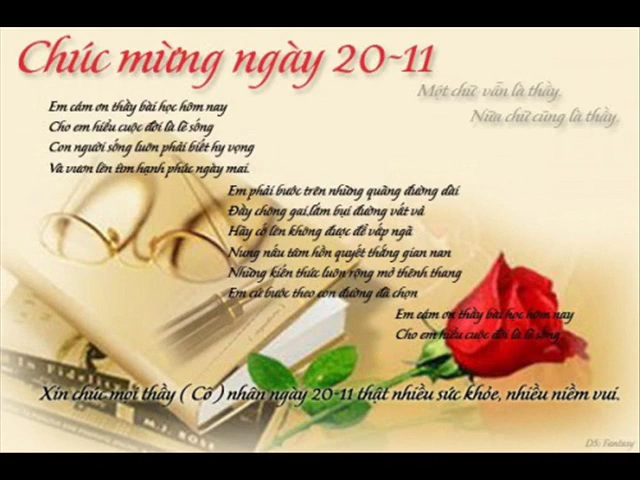 Chúc mừng ngày 20-11
Một chữ vẫn là thầy,
Nửa chữ cũng là thầy.
Em cám ơn thầy bài học hôm nay
Cho em hiểu cuộc đời là lẽ sống
Con người sống luôn phải biết hy vọng
Và vươn lên tìm hạnh phúc ngày mai.
Em phải bước trên những quãng đường dài
Đầy chông gai,lấm bụi đường vất vả
Hãy cố lên không được để vấp ngã
Nung nấu tâm hồn quyết thắng gian nan
Những kiến thức luôn rộng mở thênh thang
Em cứ bước theo con đường đã chọn
Em cám ơn thầy bài học hôm nay
Cho em hiểu cuộc đời là lẽ sống
Xin chúc mọi thầy ( Cô ) nhân ngày 20-11 thật nhiều sức khỏe, nhiều niềm vui.
M.J. ROSE
DS: Fantasy